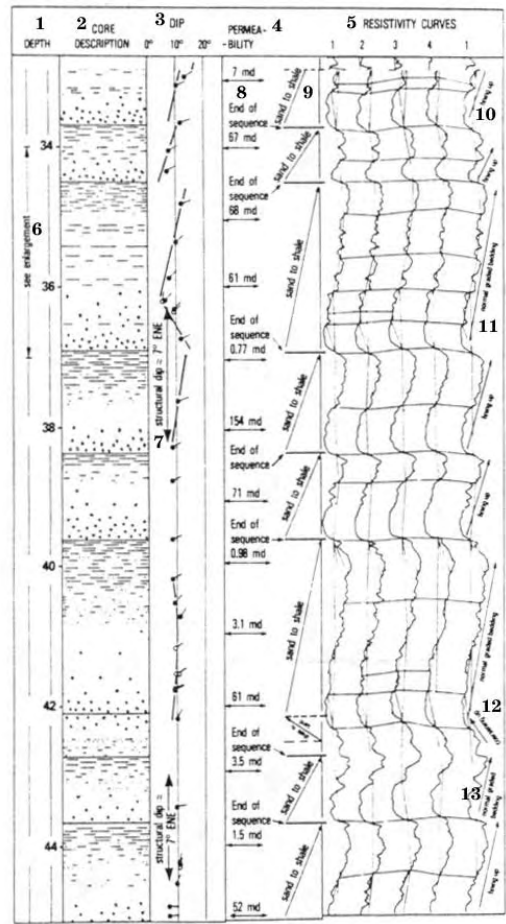 1
DEPTH
2 CORE
DESCRIPTION
3 DIP
0° 10° 20°
PERMEA- 4
-BILITY
5 RESISTIVITY CURVES
1 2 3 4 1
8
9
10
7 md
End of
sequence
67 md
End of
sequence
68 md
61 md
End of
sequence
0.77 md
154 md
End of
sequence
71 md
End of
sequence
0.98 md
3.1 md
61 md
End of
sequence
3.5 md
End of
sequence
1.5 md
52 md
34
36
38
40
42
44
6
see enlargement
structural dip = 7° ENE
7
structural dip =
7° ENE
sand to shale
sand to shale
sand to shale
sand to shale
sand to shale
sand to shale
sand to shale
sand to shale
fining up
fining up
normal graded bedding
11
fining up
fining up
normal graded bedding
12
13
normal graded
bedding
fining up